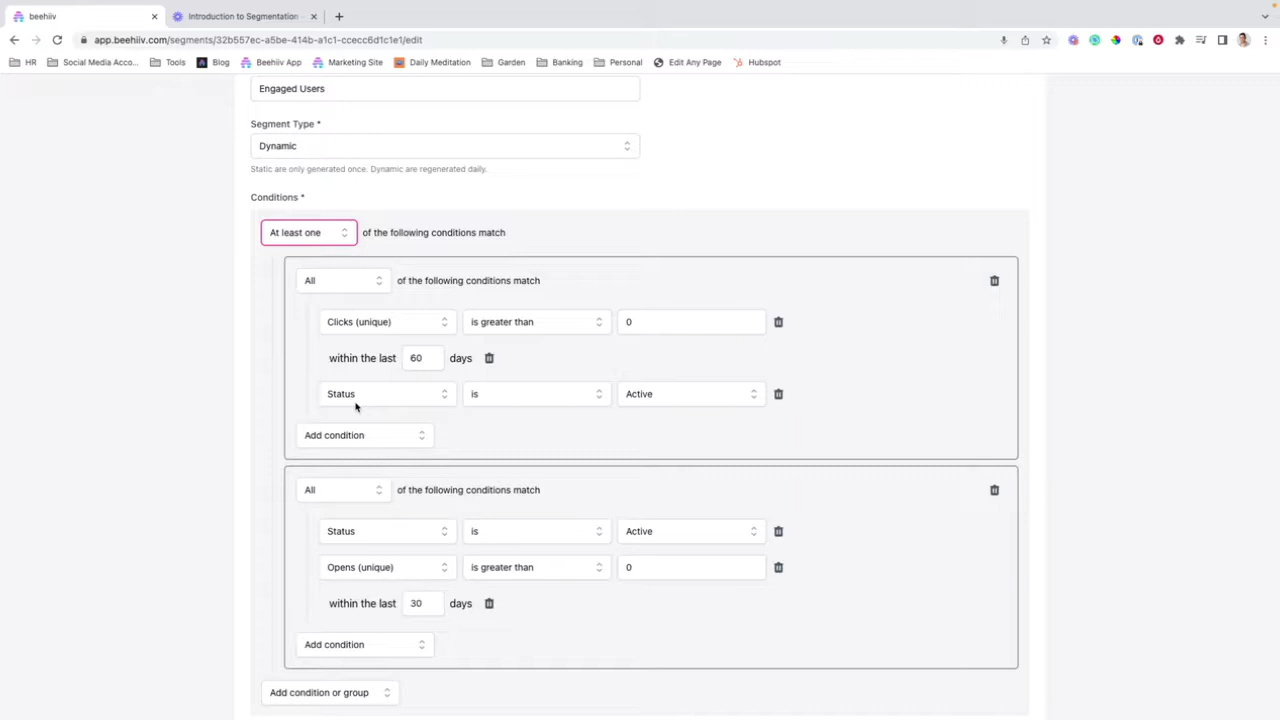 beehiiv
Introduction to Segmentation
app.beehiiv.com/segments/32b557ec-a5be-414b-a1c1-ccecc6d1c1e1/edit
HR Social Media Acco... Tools Blog Beehiiv App Marketing Site Daily Meditation Garden Banking Personal Edit Any Page Hubspot
Engaged Users
Segment Type *
Dynamic
Static are only generated once. Dynamic are regenerated daily.
Conditions *
At least one of the following conditions match
All of the following conditions match
Clicks (unique) is greater than 0
within the last 60 days
Status is Active
Add condition
All of the following conditions match
Status is Active
Opens (unique) is greater than 0
within the last 30 days
Add condition
Add condition or group